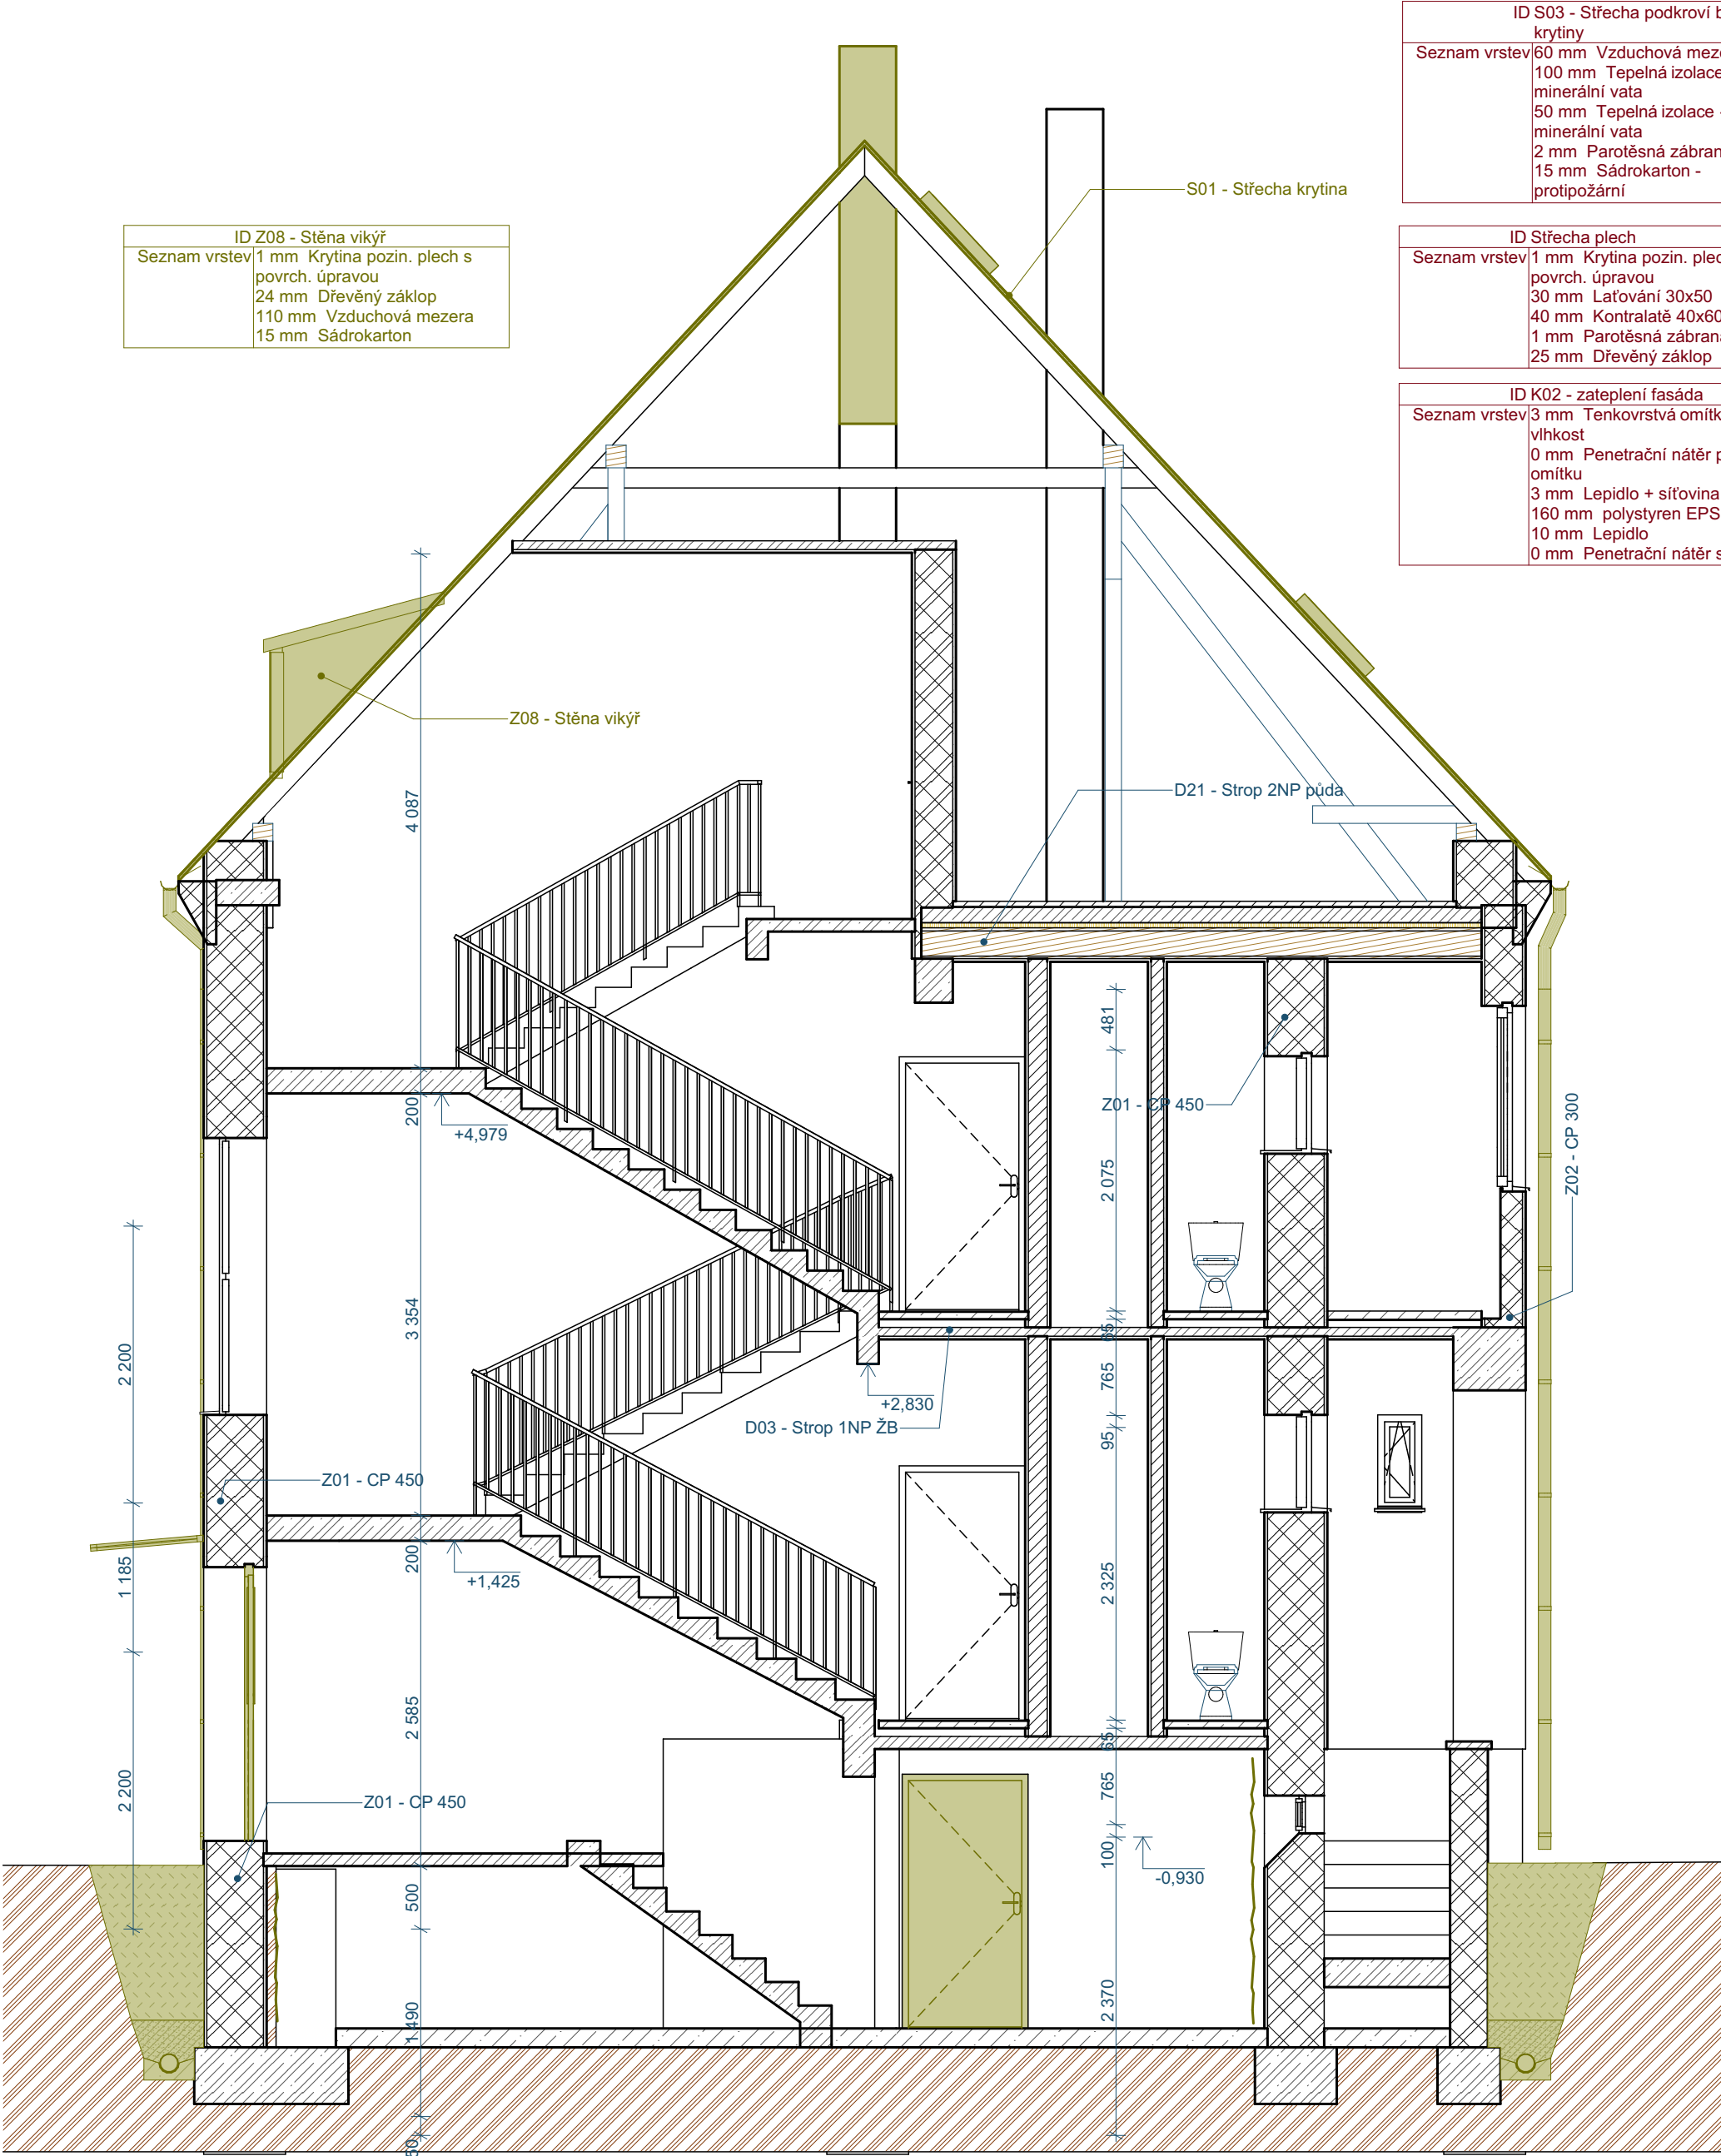 ID S03 - Střecha podkroví b
krytiny
Seznam vrstev 60 mm Vzduchová meze
100 mm Tepelná izolace
minerální vata
50 mm Tepelná izolace -
minerální vata
2 mm Parotěsná zábran
15 mm Sádrokarton -
protipožární
S01 - Střecha krytina
ID Z08 - Stěna vikýř
Seznam vrstev 1 mm Krytina pozin. plech s
povrch. úpravou
24 mm Dřevěný záklop
110 mm Vzduchová mezera
15 mm Sádrokarton
ID Střecha plech
Seznam vrstev 1 mm Krytina pozin. plec
povrch. úpravou
30 mm Laťování 30x50
40 mm Kontralatě 40x60
1 mm Parotěsná zábran
25 mm Dřevěný záklop
ID K02 - zateplení fasáda
Seznam vrstev 3 mm Tenkovrstvá omítk
vlhkost
0 mm Penetrační nátěr p
omítku
3 mm Lepidlo + síťovina
160 mm polystyren EPS
10 mm Lepidlo
0 mm Penetrační nátěr s
Z08 - Stěna vikýř
D21 - Strop 2NP půda
4 087
481
200
+4,979
Z01 - CP 450
Z02 - CP 300
2 075
3 354
2 200
65
765
+2,830
D03 - Strop 1NP ŽB
95
Z01 - CP 450
200
+1,425
1 185
2 325
2 585
65
2 200
765
Z01 - CP 450
100
-0,930
500
1 490
2 370
50